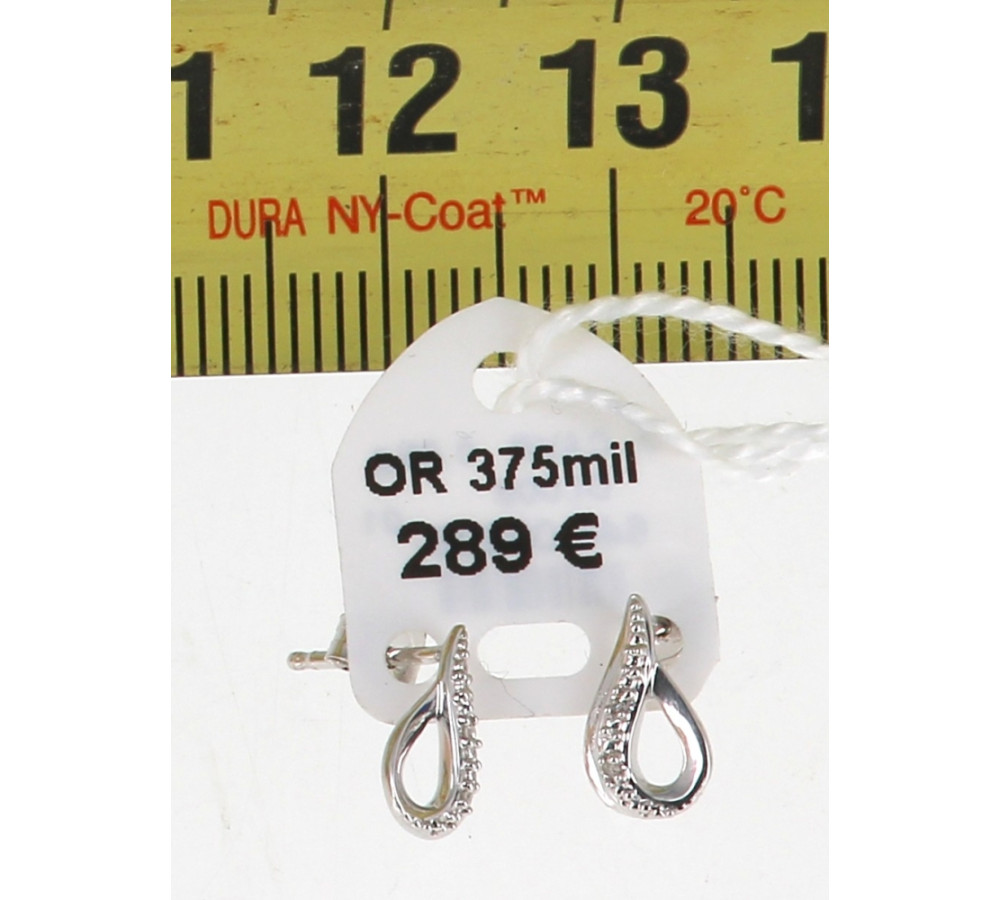 1 12 13 1
DURA NY-Coat™ 20°C
OR 375mil
289 €